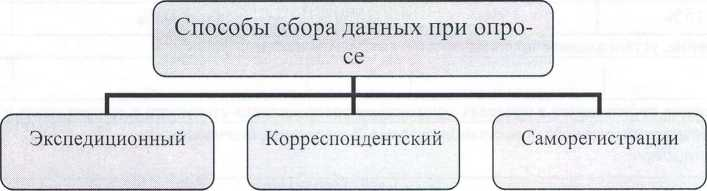 Способы сбора данных при опро-
се
Экспедиционный
Корреспондентский
Саморегистрации